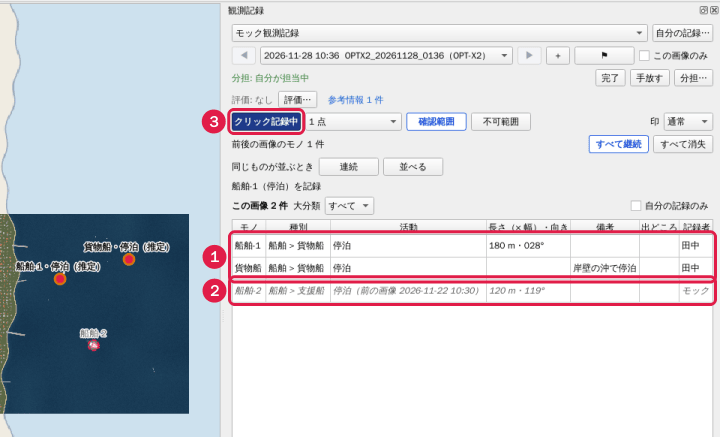 観測記録
モック観測記録
自分の記録…
2026-11-28 10:36 OPTX2_20261128_0136（OPT-X2）
+
この画像のみ
分担: 自分が担当中
完了
手放す
分担…
評価: なし
評価…
参考情報 1 件
3
クリック記録中
1 点
確認範囲
不可範囲
印
通常
前後の画像のモノ 1 件
すべて継続
すべて消失
同じものが並ぶとき
連続
並べる
船舶-1（停泊）を記録
この画像 2 件
大分類
すべて
自分の記録のみ
モノ 種別 活動 長さ（× 幅）・向き 備考 出どころ 記録者
船舶-1 船舶 > 貨物船 停泊 180 m・028° 田中
1
貨物船 船舶 > 貨物船 停泊 岸壁の沖で停泊 田中
2
船舶-2 船舶 > 支援船 停泊（前の画像 2026-11-22 10:30） 120 m・119° モック
貨物船・停泊（推定）
船舶-1・停泊（推定）
船舶-2